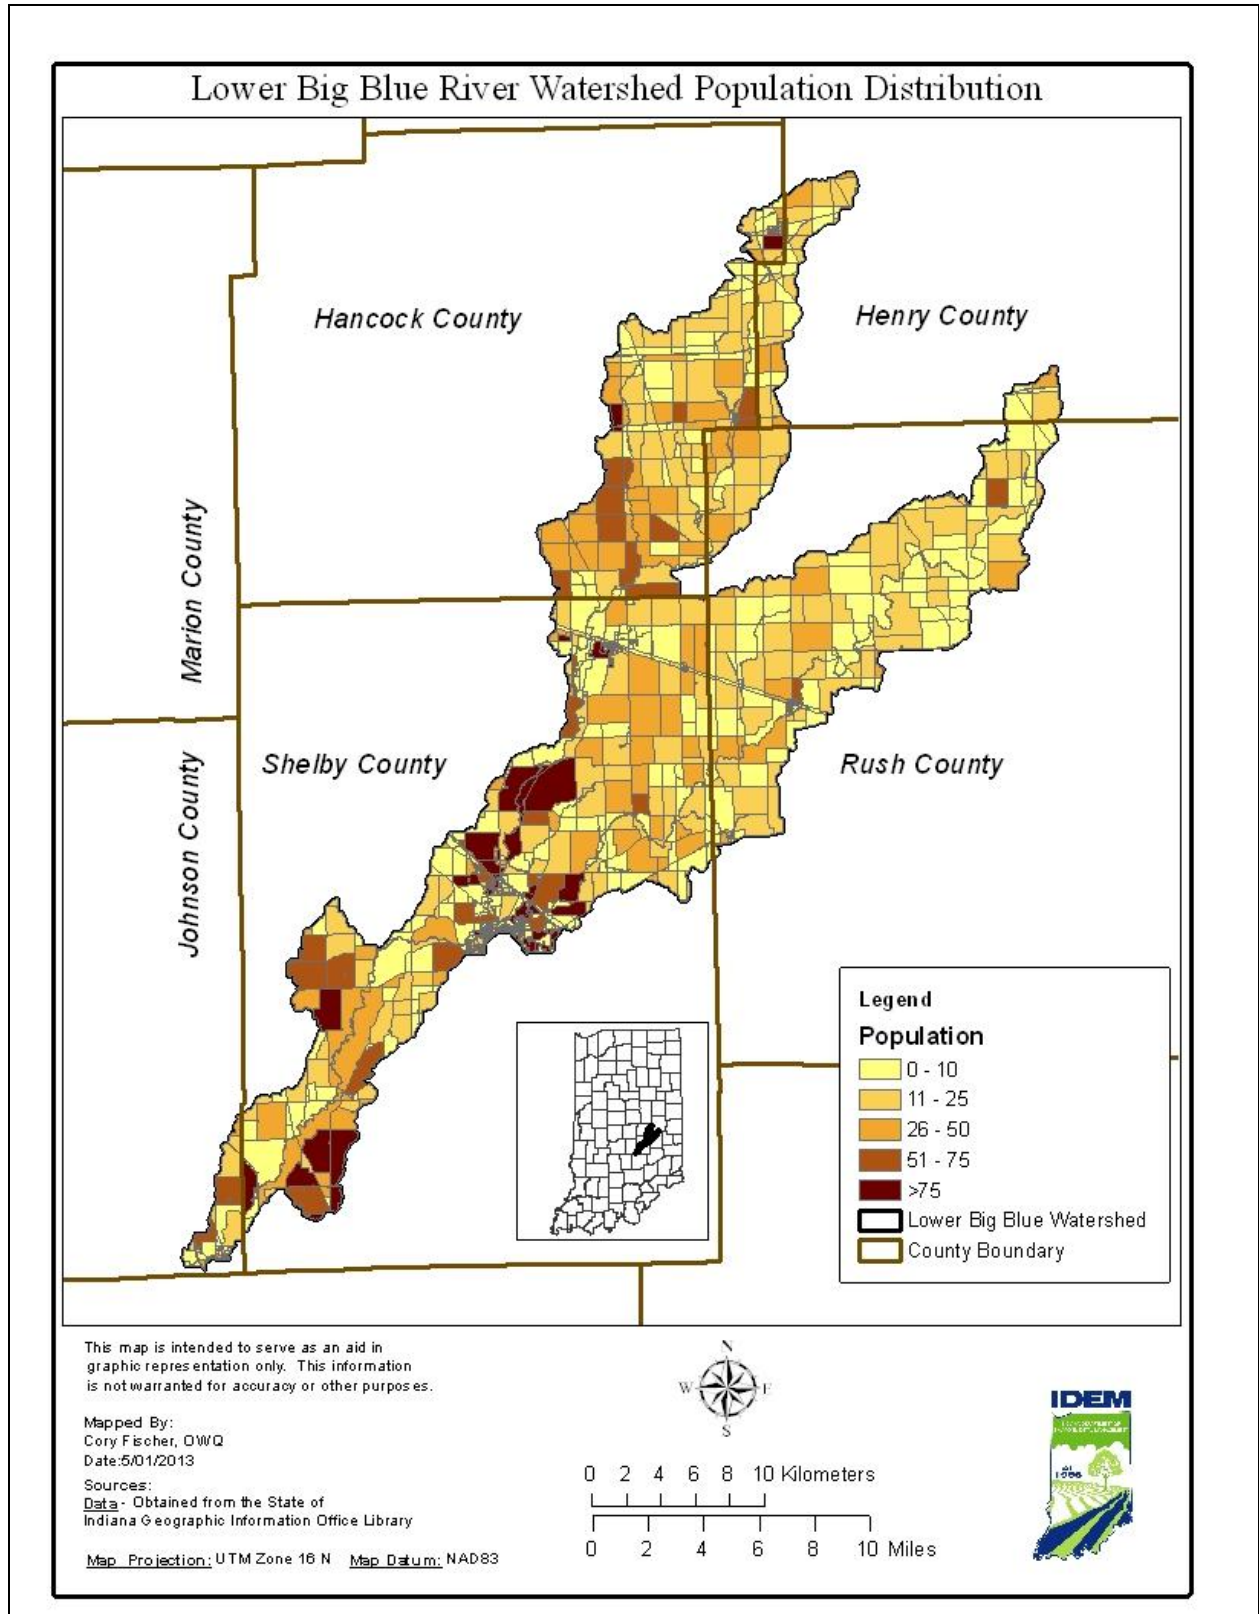 Lower Big Blue River Watershed Population Distribution
Hancock County
Henry County
Marion County
Johnson County
Shelby County
Rush County
Legend
Population
0 - 10
11 - 25
26 - 50
51 - 75
>75
Lower Big Blue Watershed
County Boundary
This map is intended to serve as an aid in
graphic representation only. This information
is not warranted for accuracy or other purposes.
Mapped By:
Cory Fischer, OWQ
Date:5/01/2013
Sources:
Data - Obtained from the State of
Indiana Geographic Information Office Library
Map Projection: UTM Zone 16 N Map Datum: NAD83
N
W E
S
0 2 4 6 8 10 Kilometers
0 2 4 6 8 10 Miles
IDEM